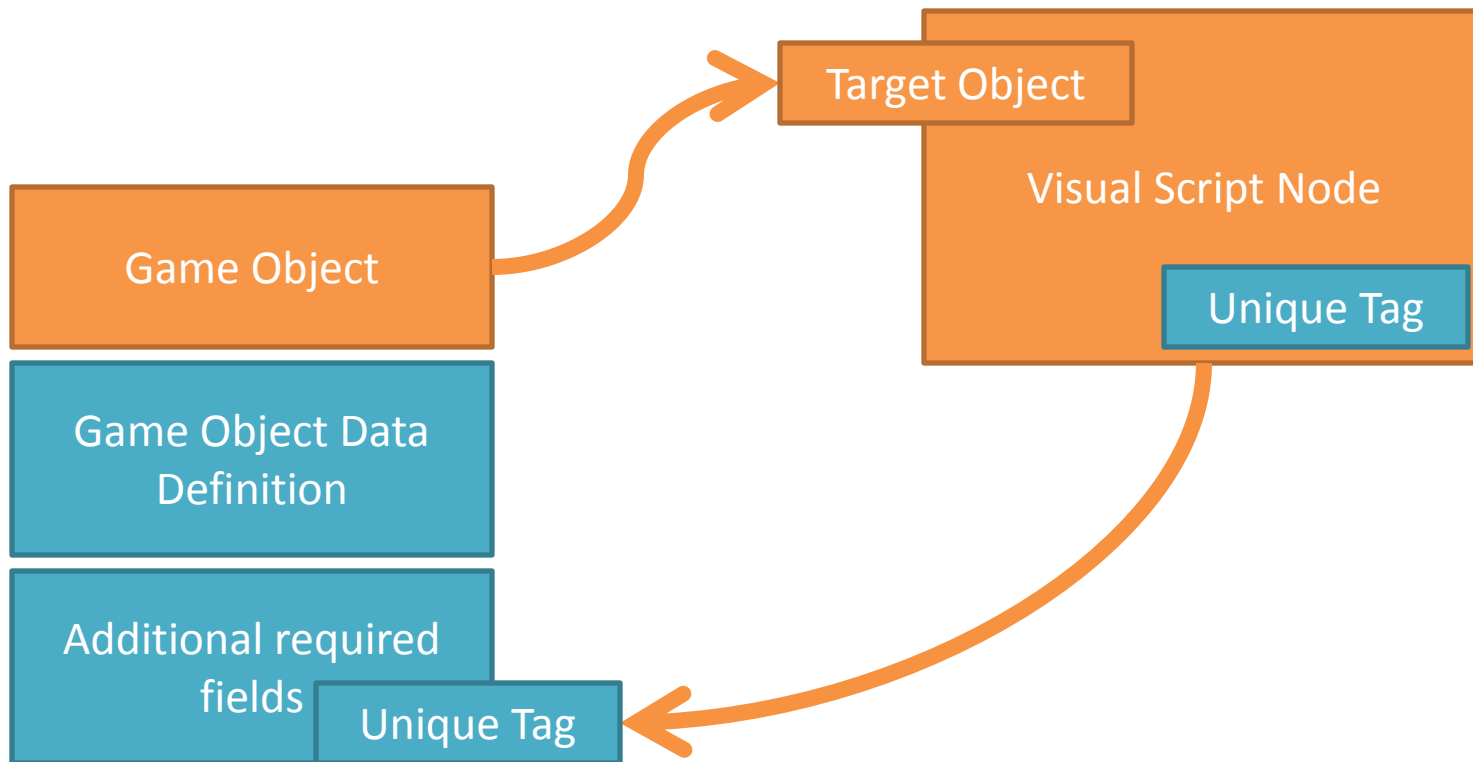 Target Object
Visual Script Node
Game Object
Unique Tag
Game Object Data
Definition
Additional required
fields
Unique Tag